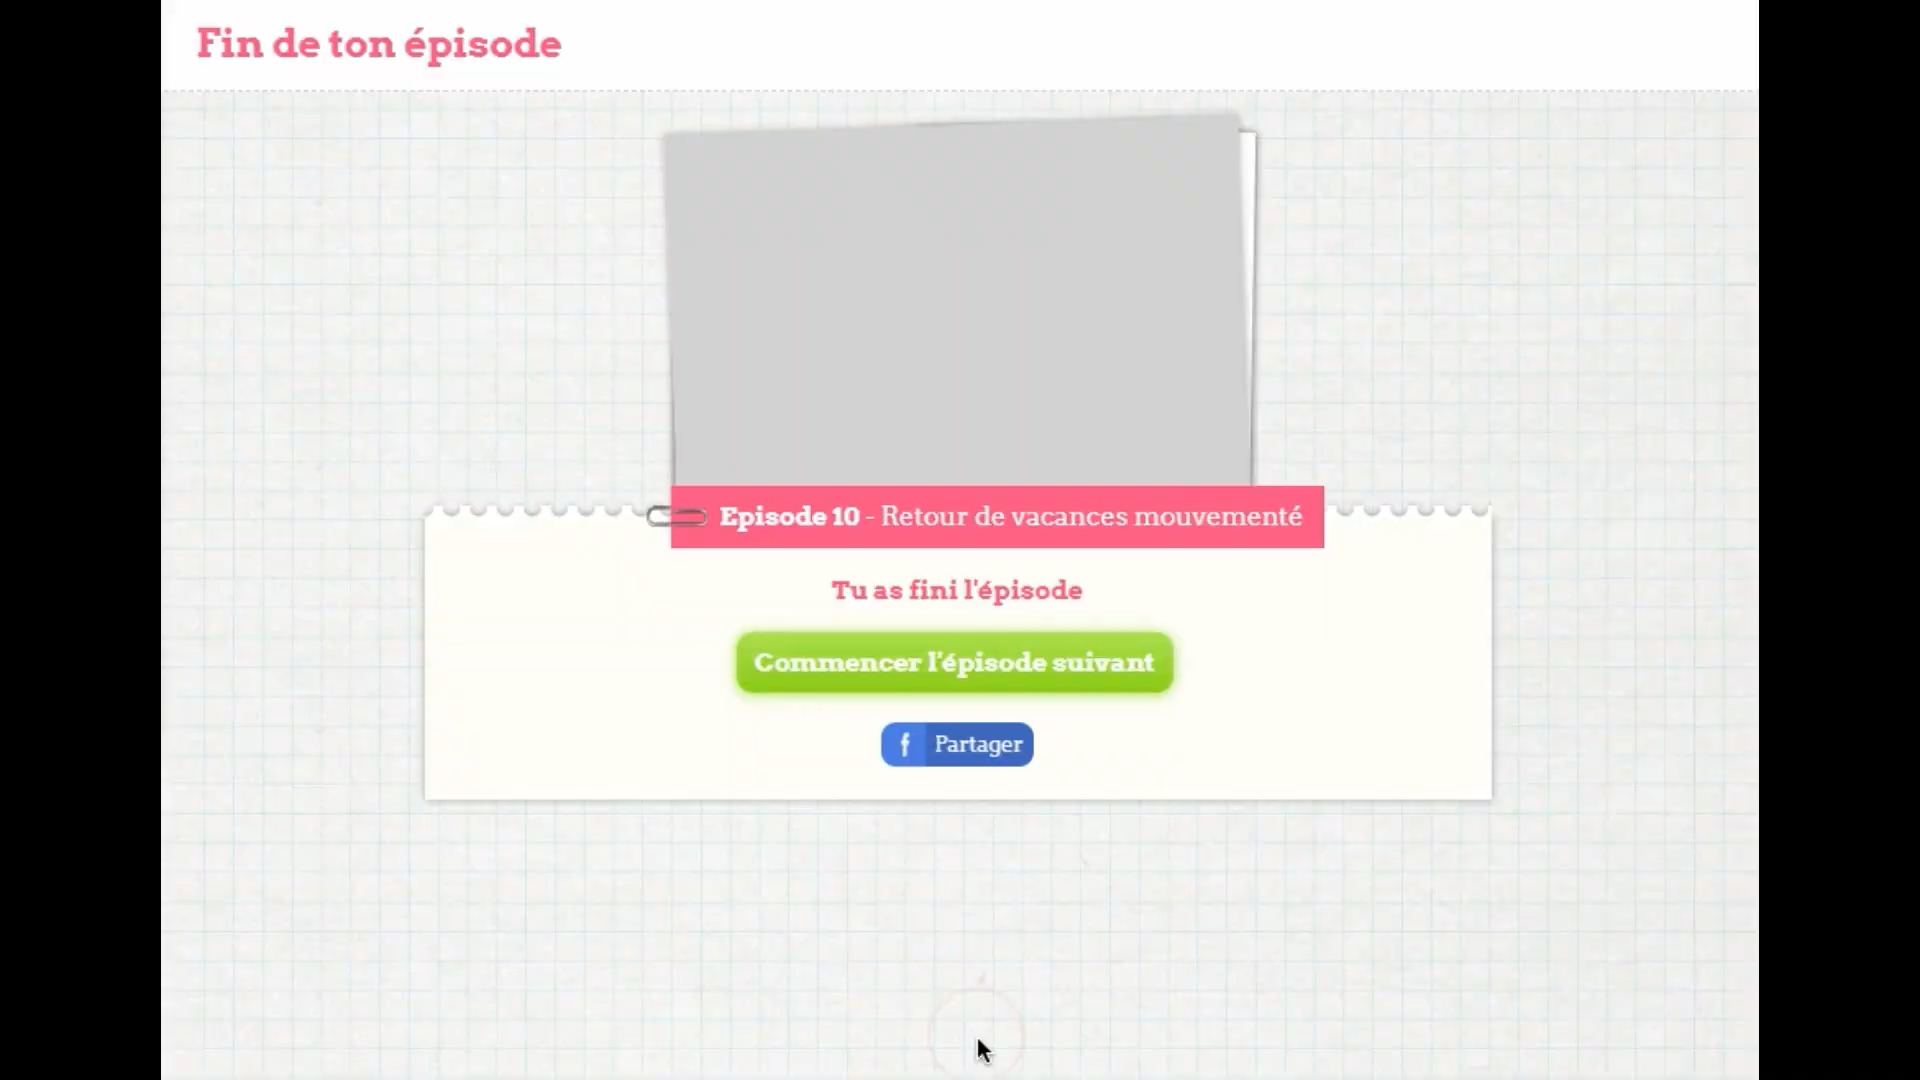 Fin de ton épisode
Episode 10 - Retour de vacances mouvementé
Tu as fini l'épisode
Commencer l'épisode suivant
f Partager